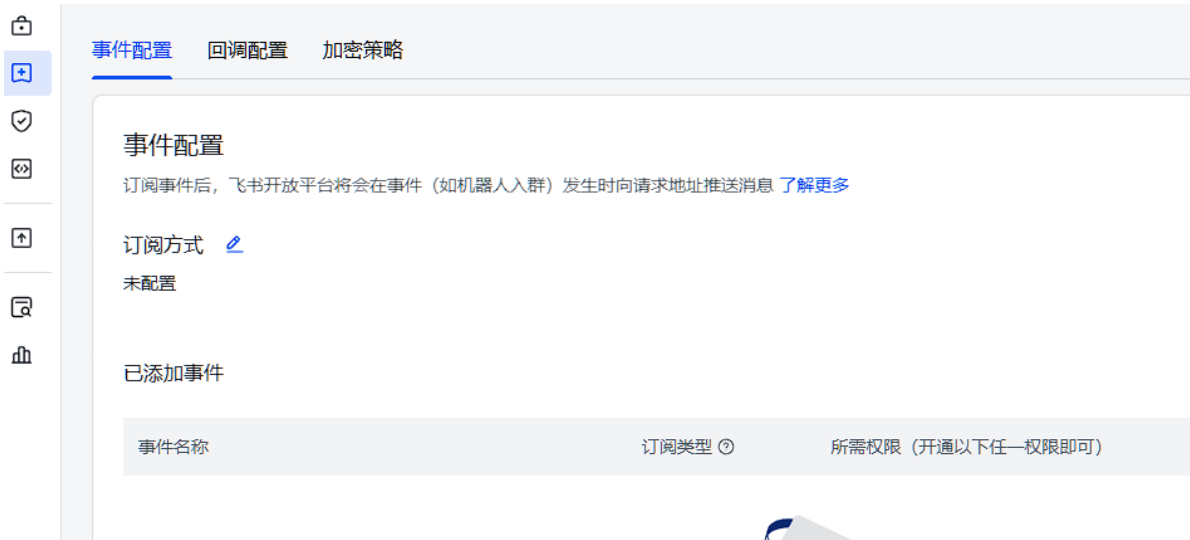 事件配置 回调配置 加密策略
事件配置
订阅事件后，飞书开放平台将会在事件（如机器人入群）发生时向请求地址推送消息 了解更多
订阅方式
未配置
已添加事件
事件名称 订阅类型 所需权限（开通以下任一权限即可）